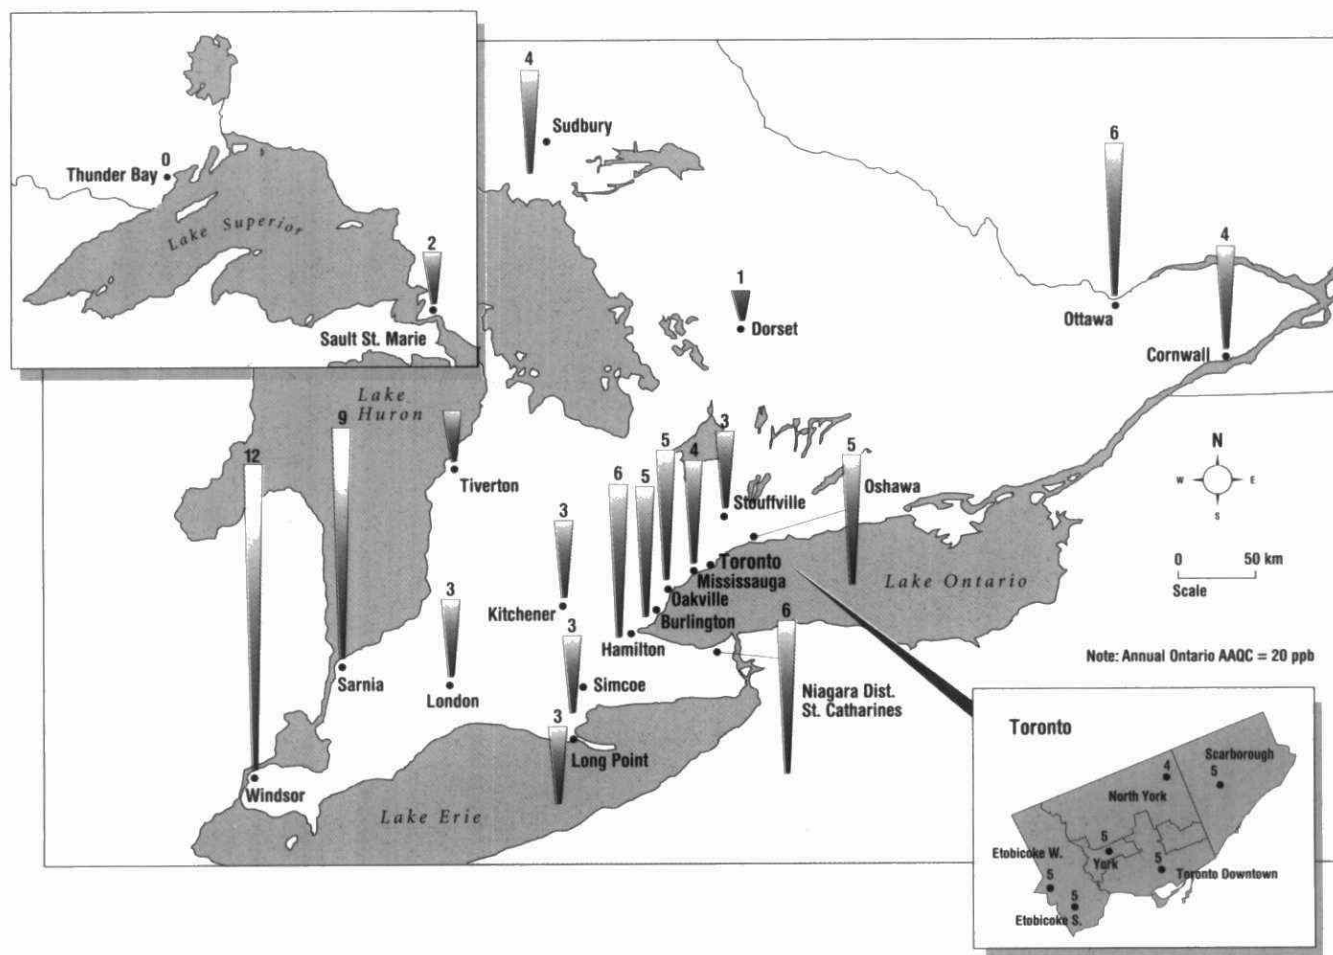 0
Thunder Bay
Lake Superior
2
Sault St. Marie
4
Sudbury
6
Ottawa
4
Cornwall
1
Dorset
Lake
Huron
9
12
Tiverton
3
Kitchener
3
London
Sarnia
Windsor
6
5
5
4
3
Stouffville
5
Oshawa
Toronto
Mississauga
Oakville
Burlington
Hamilton
Lake Ontario
3
Simcoe
3
Long Point
Lake Erie
6
Niagara Dist.
St. Catharines
N
W
E
S
0
50 km
Scale
Note: Annual Ontario AAQC = 20 ppb
Toronto
Scarborough
5
4
North York
5
York
5
Toronto Downtown
Etobicoke W.
5
5
Etobicoke S.